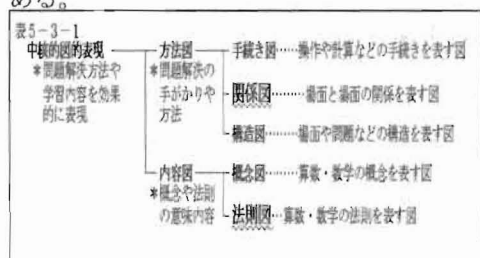 ある。
表5-3-1
中核的図的表現 方法図 手続き図……操作や計算などの手続きを表す図
*問題解決方法や *問題解決の
学習内容を効果 手がかりや 関係図………場面と場面の関係を表す図
的に表現 方法
構造図……場面や問題などの構造を表す図
内容図 概念図………算数・数学の概念を表す図
*概念や法則
の意味内容 法則図…算数・数学の法則を表す図